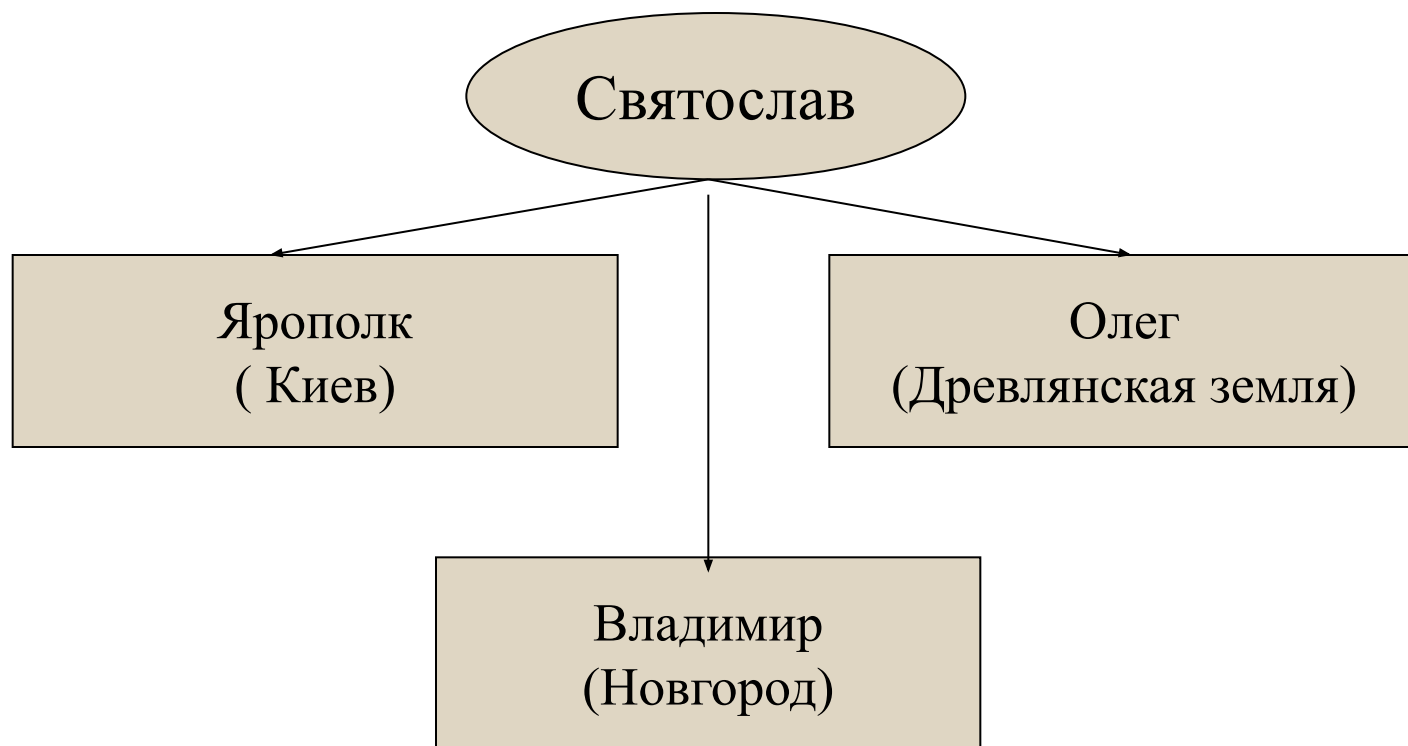 Святослав
Ярополк
( Киев)
Олег
(Древлянская земля)
Владимир
(Новгород)